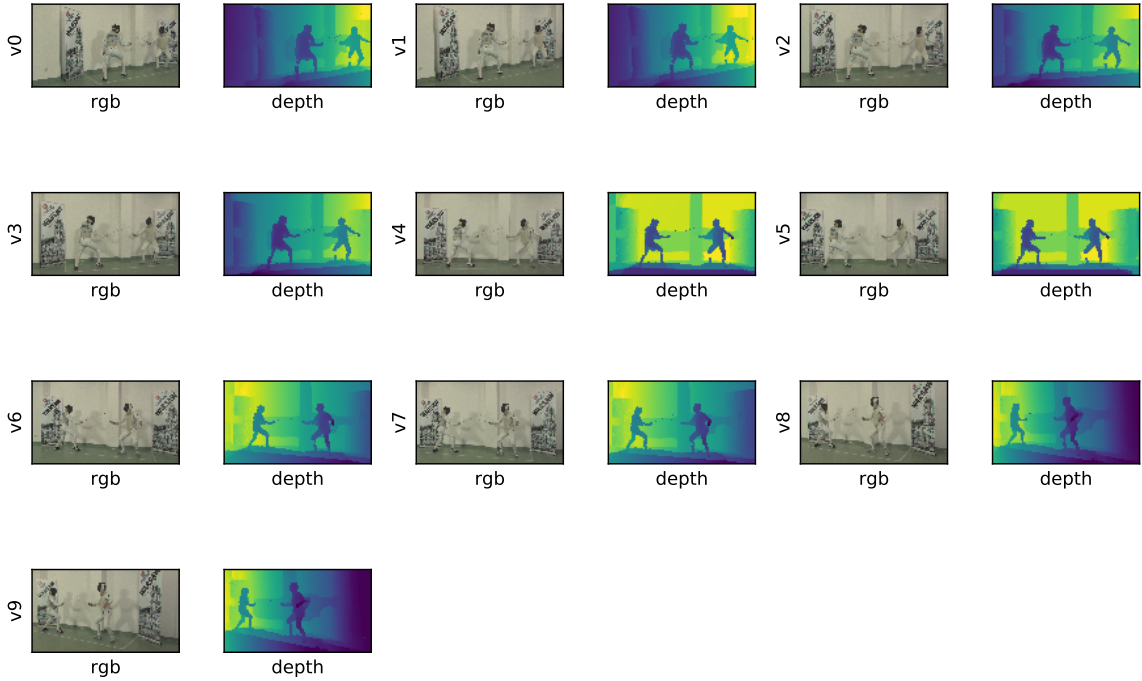 v0
rgb
depth
v1
rgb
depth
v2
rgb
depth
v3
rgb
depth
v4
rgb
depth
v5
rgb
depth
v6
rgb
depth
v7
rgb
depth
v8
rgb
depth
v9
rgb
depth